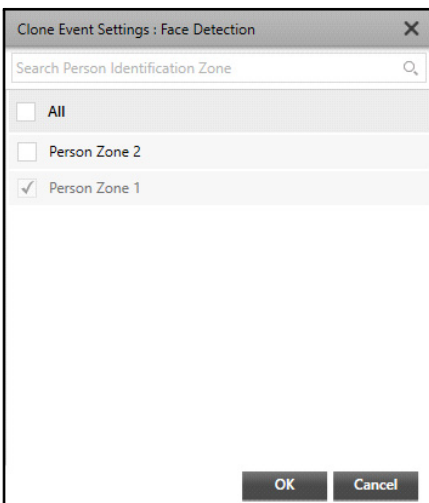 Clone Event Settings : Face Detection
Search Person Identification Zone
All
Person Zone 2
Person Zone 1
OK Cancel